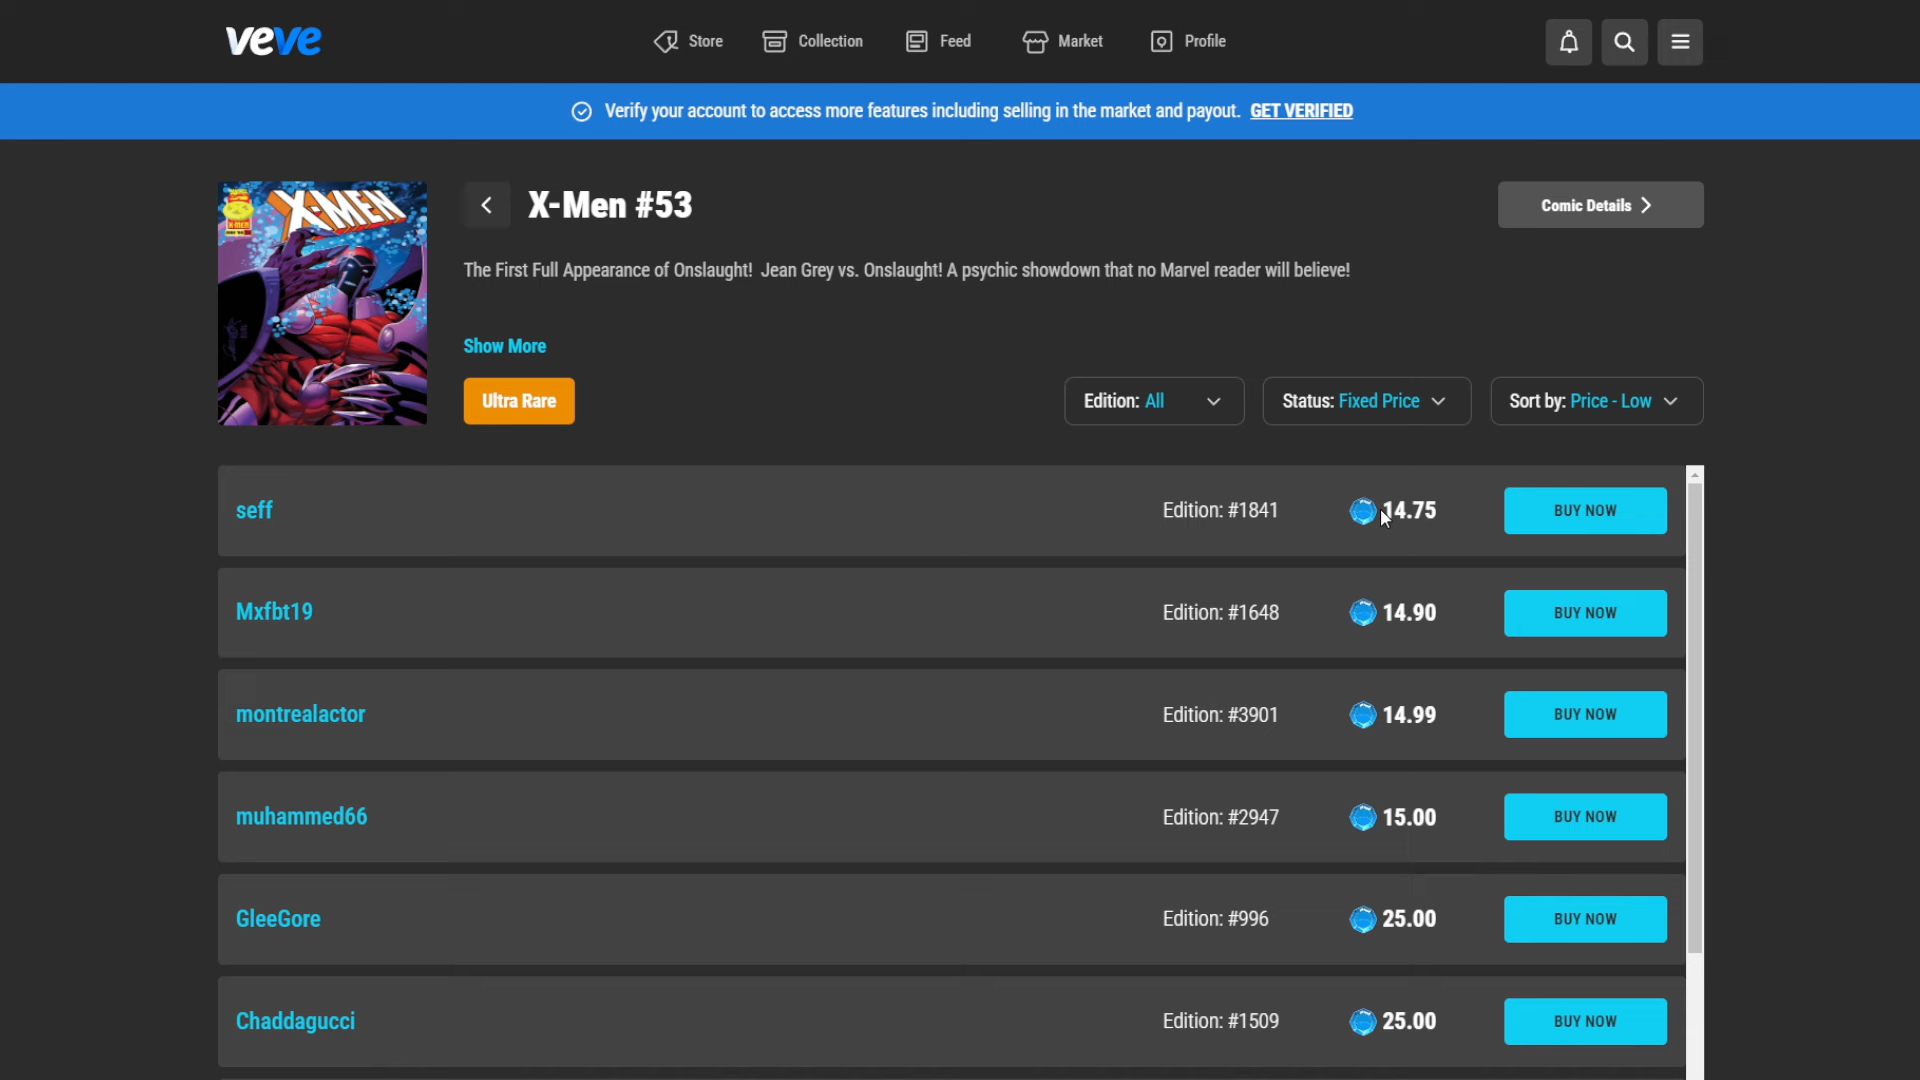 veve
Store
Collection
Feed
Market
Profile
Verify your account to access more features including selling in the market and payout. GET VERIFIED
X-MEN
X-Men #53
Comic Details
The First Full Appearance of Onslaught! Jean Grey vs. Onslaught! A psychic showdown that no Marvel reader will believe!
Show More
Ultra Rare
Edition: All
Status: Fixed Price
Sort by: Price - Low
seff
Edition: #1841
14.75
BUY NOW
Mxfbt19
Edition: #1648
14.90
BUY NOW
montrealactor
Edition: #3901
14.99
BUY NOW
muhammed66
Edition: #2947
15.00
BUY NOW
GleeGore
Edition: #996
25.00
BUY NOW
Chaddagucci
Edition: #1509
25.00
BUY NOW